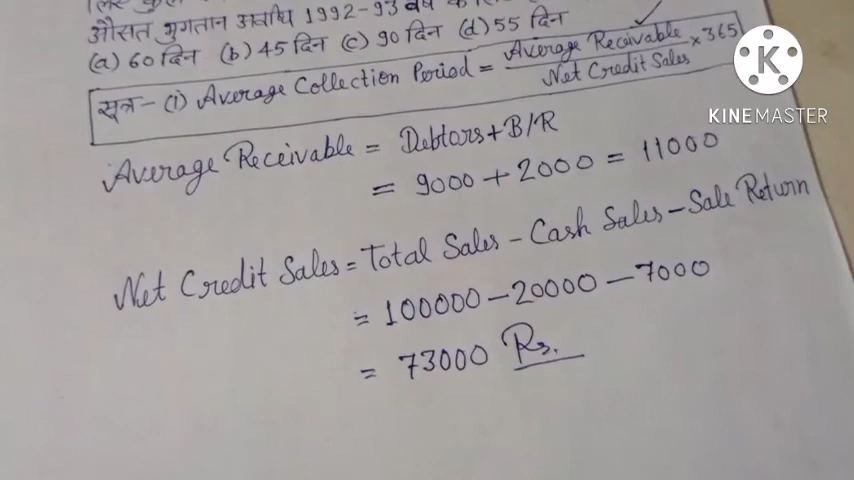 औसत भुगतान अवधि 1992-93 वर्ष
(a) 60 दिन (b) 45 दिन (c) 90 दिन (d) 55 दिन
सूत्र - (i) Average Collection Period = Average Receivable / Net Credit Sales × 365
Average Receivable = Debtors + B/R
= 9000 + 2000 = 11000
Net Credit Sales = Total Sales - Cash Sales - Sale Return
= 100000 - 20000 - 7000
= 73000 Rs.
K
KINEMASTER